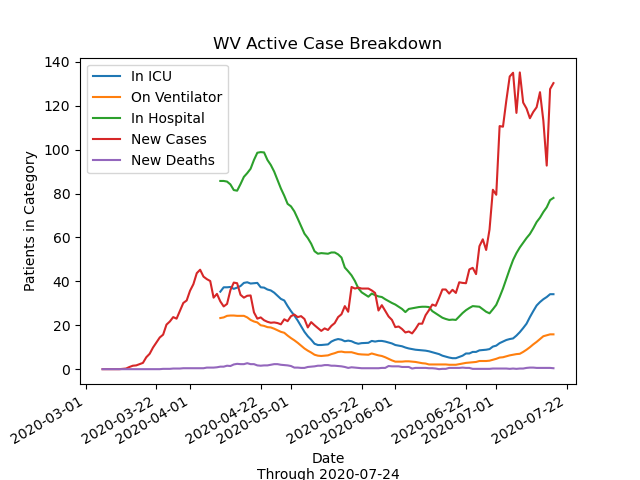 WV Active Case Breakdown
In ICU
On Ventilator
In Hospital
New Cases
New Deaths
Patients in Category
140
120
100
80
60
40
20
0
2020-03-01
2020-03-22
2020-04-01
2020-04-22
2020-05-01
2020-05-22
2020-06-01
2020-06-22
2020-07-01
2020-07-22
Date
Through 2020-07-24